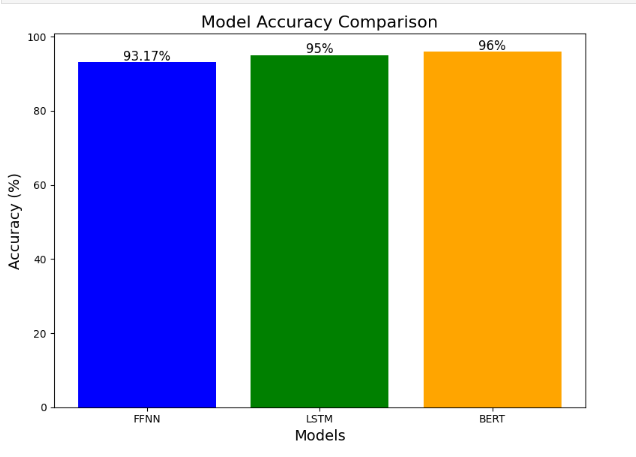 Model Accuracy Comparison
100
80
60
40
20
0
Accuracy (%)
93.17%
95%
96%
FFNN
LSTM
BERT
Models